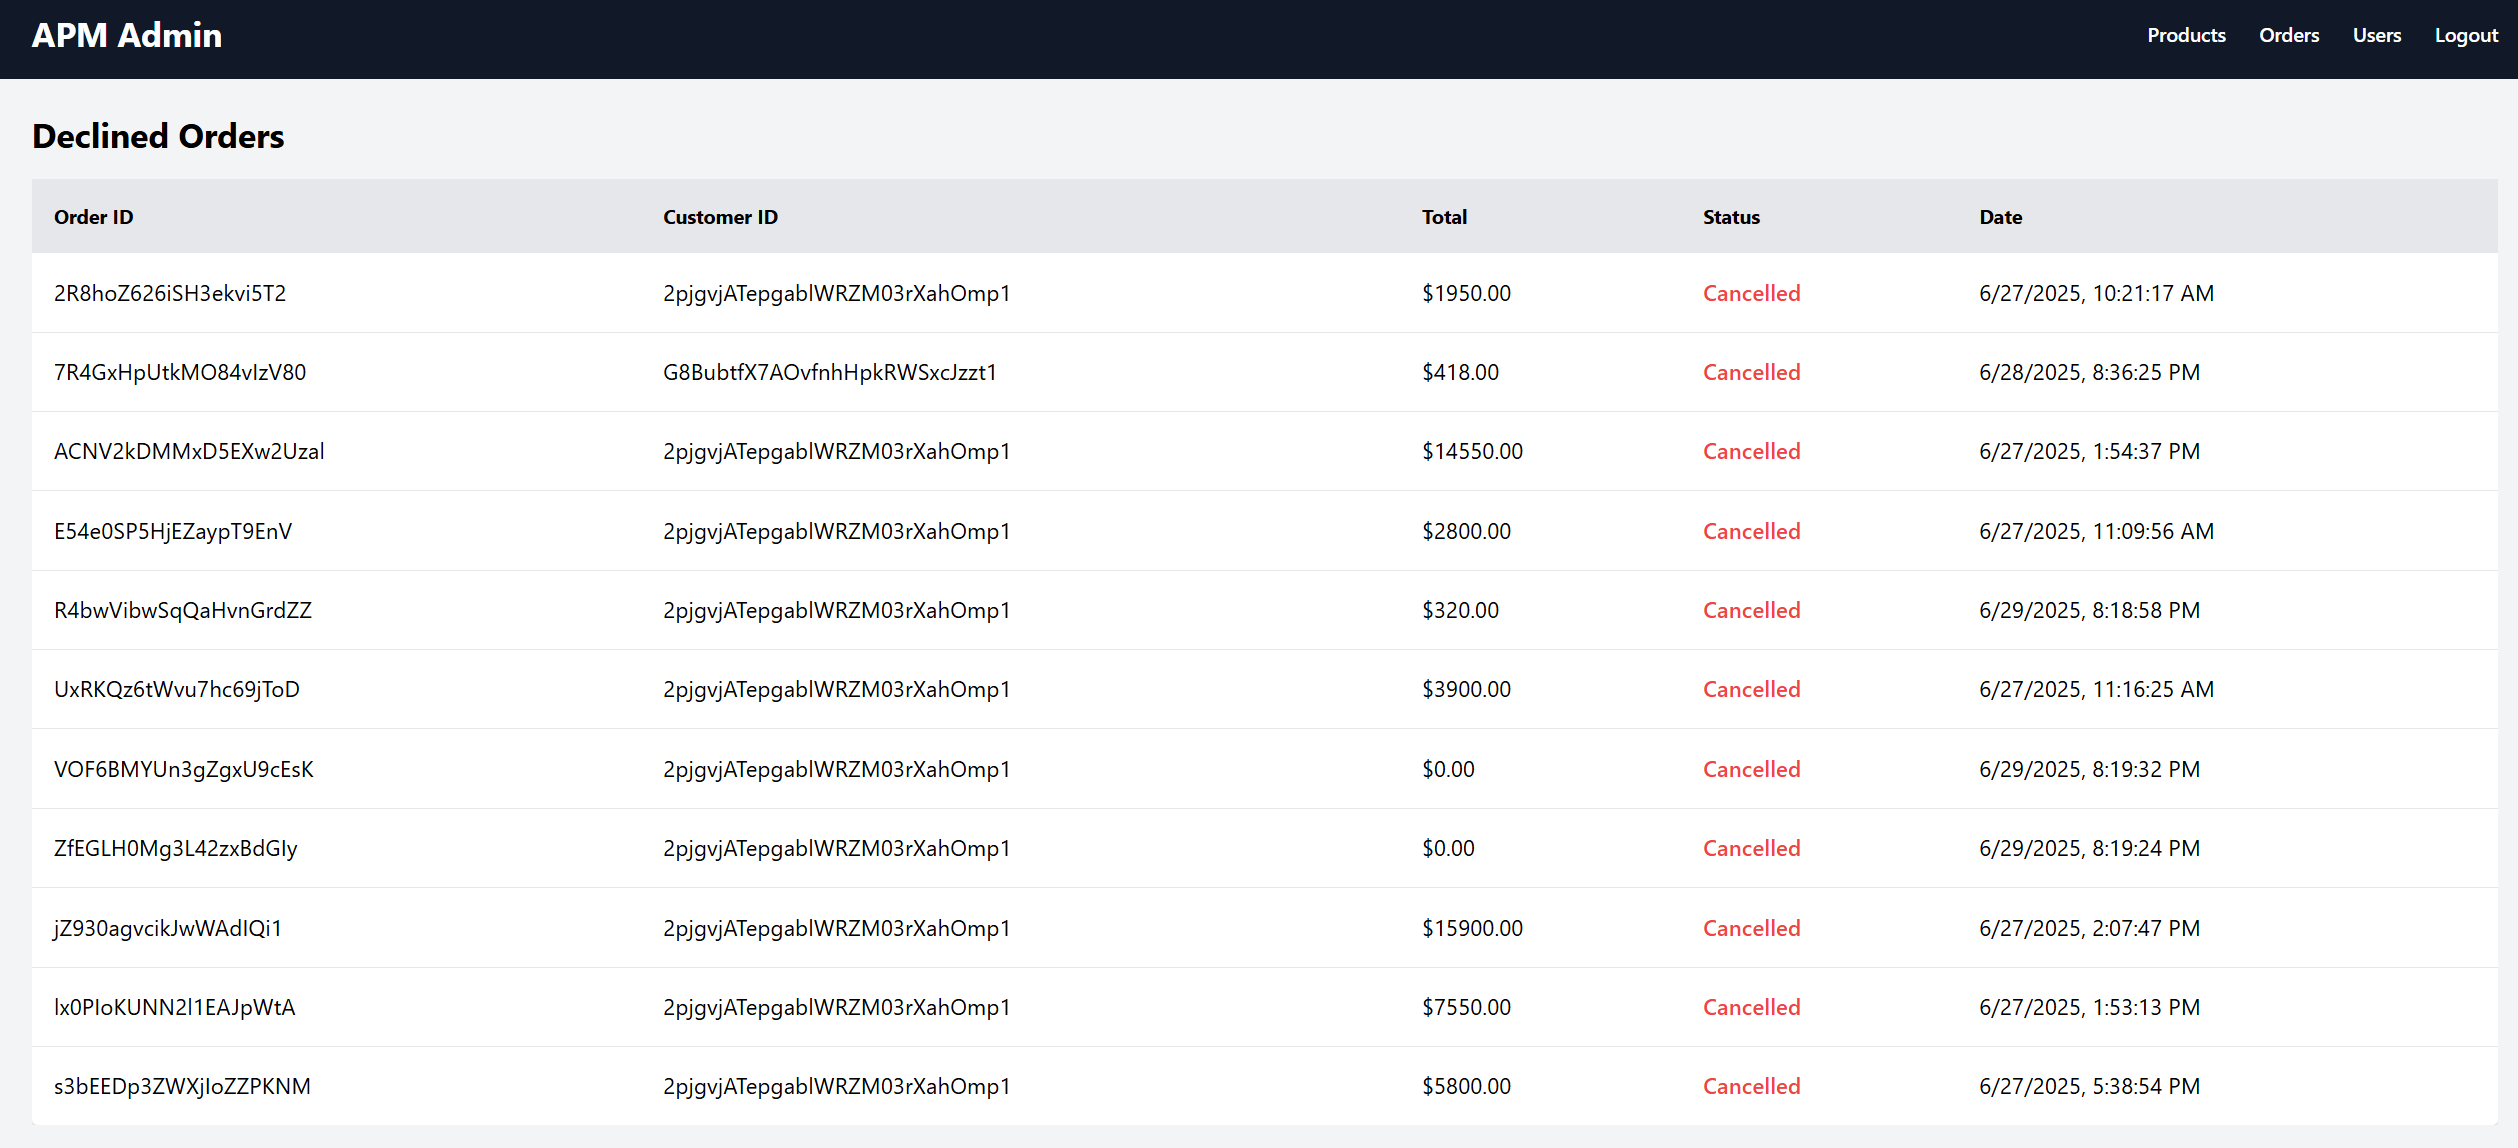 APM Admin Products Orders Users Logout
Declined Orders
Order ID Customer ID Total Status Date
2R8hoZ626iSH3ekvi5T2 2pjgvjATepgablWRZM03rXahOmp1 $1950.00 Cancelled 6/27/2025, 10:21:17 AM
7R4GxHpUtkMO84vIzV80 G8BubtfX7AOvfnhHpkRWSxcJzzt1 $418.00 Cancelled 6/28/2025, 8:36:25 PM
ACNV2kDMMxD5EXw2Uzal 2pjgvjATepgablWRZM03rXahOmp1 $14550.00 Cancelled 6/27/2025, 1:54:37 PM
E54e0SP5HjEZaypT9EnV 2pjgvjATepgablWRZM03rXahOmp1 $2800.00 Cancelled 6/27/2025, 11:09:56 AM
R4bwVibwSqQaHvnGrdZZ 2pjgvjATepgablWRZM03rXahOmp1 $320.00 Cancelled 6/29/2025, 8:18:58 PM
UxRKQz6tWvu7hc69jToD 2pjgvjATepgablWRZM03rXahOmp1 $3900.00 Cancelled 6/27/2025, 11:16:25 AM
VOF6BMYUn3gZgxU9cEsK 2pjgvjATepgablWRZM03rXahOmp1 $0.00 Cancelled 6/29/2025, 8:19:32 PM
ZfEGLH0Mg3L42zxBdGIy 2pjgvjATepgablWRZM03rXahOmp1 $0.00 Cancelled 6/29/2025, 8:19:24 PM
jZ930agvcikJwWAdIQi1 2pjgvjATepgablWRZM03rXahOmp1 $15900.00 Cancelled 6/27/2025, 2:07:47 PM
lx0PIoKUNN2l1EAJpWtA 2pjgvjATepgablWRZM03rXahOmp1 $7550.00 Cancelled 6/27/2025, 1:53:13 PM
s3bEEDp3ZWXjIoZZPKNM 2pjgvjATepgablWRZM03rXahOmp1 $5800.00 Cancelled 6/27/2025, 5:38:54 PM